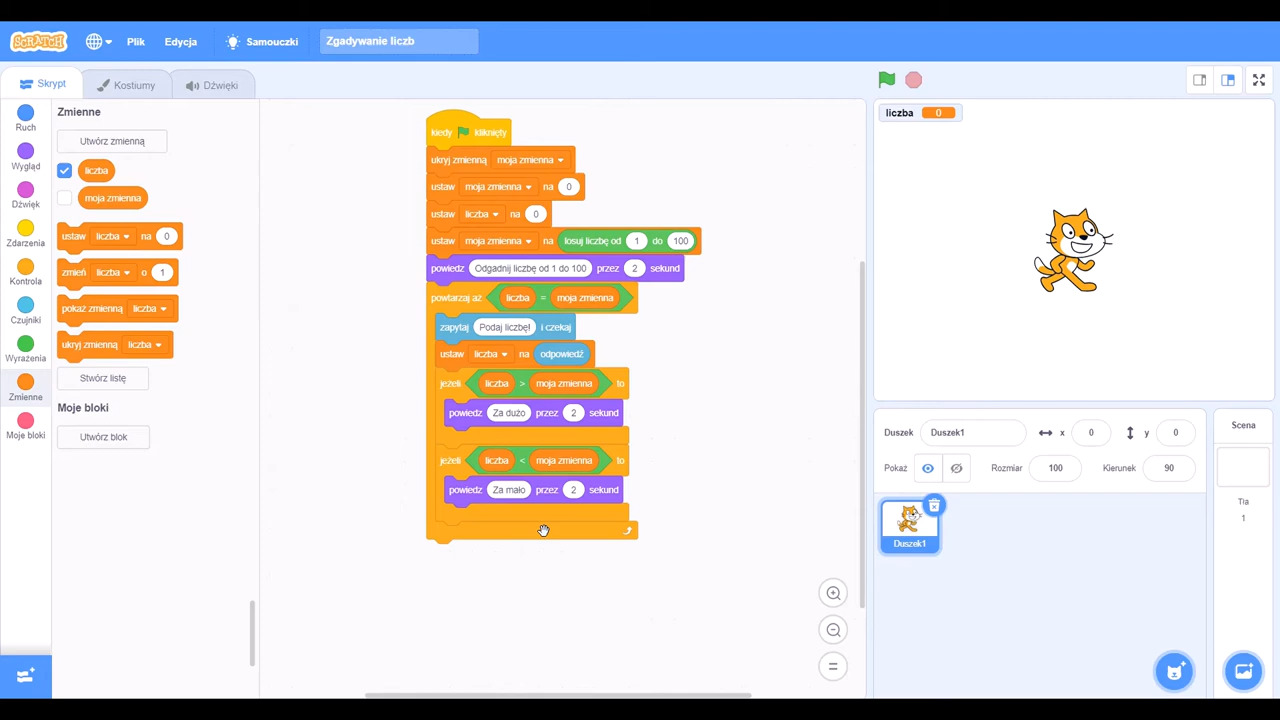 SCRATCH Plik Edycja Samouczki Zgadywanie liczb
Skrypt Kostiumy Dźwięki
Ruch
Wygląd
Dźwięk
Zdarzenia
Kontrola
Czujniki
Wyrażenia
Zmienne
Moje bloki
Zmienne
Utwórz zmienną
liczba
moja zmienna
ustaw liczba na 0
zmień liczba o 1
pokaż zmienną liczba
ukryj zmienną liczba
Stwórz listę
Moje bloki
Utwórz blok
kiedy kliknięty
ukryj zmienną moja zmienna
ustaw moja zmienna na 0
ustaw liczba na 0
ustaw moja zmienna na losuj liczbę od 1 do 100
powiedz Odgadnij liczbę od 1 do 100 przez 2 sekund
powtarzaj aż liczba = moja zmienna
zapytaj Podaj liczbę! i czekaj
ustaw liczba na odpowiedź
jeżeli liczba > moja zmienna to
powiedz Za dużo przez 2 sekund
jeżeli liczba < moja zmienna to
powiedz Za mało przez 2 sekund
liczba 0
Duszek Duszek1 x 0 y 0
Pokaż Rozmiar 100 Kierunek 90
Duszek1
Scena
Tła
1